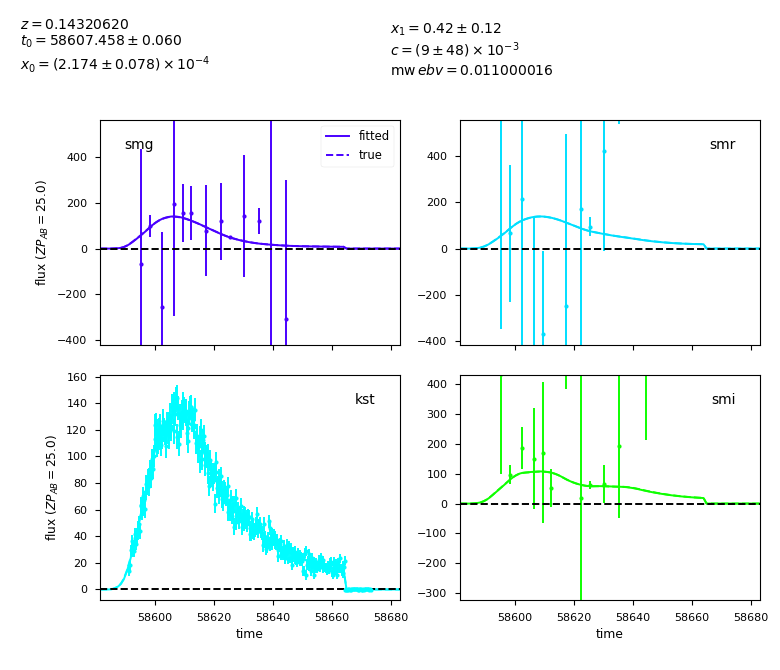 z = 0.14320620
t₀ = 58607.458 ± 0.060
x₀ = (2.174 ± 0.078) × 10⁻⁴
x₁ = 0.42 ± 0.12
c = (9 ± 48) × 10⁻³
mw ebv = 0.011000016
smg
fitted
true
400
200
0
−200
−400
flux (ZP_AB = 25.0)
smr
400
200
0
−200
−400
kst
160
140
120
100
80
60
40
20
0
flux (ZP_AB = 25.0)
58600 58620 58640 58660 58680
time
smi
400
300
200
100
0
−100
−200
−300
58600 58620 58640 58660 58680
time